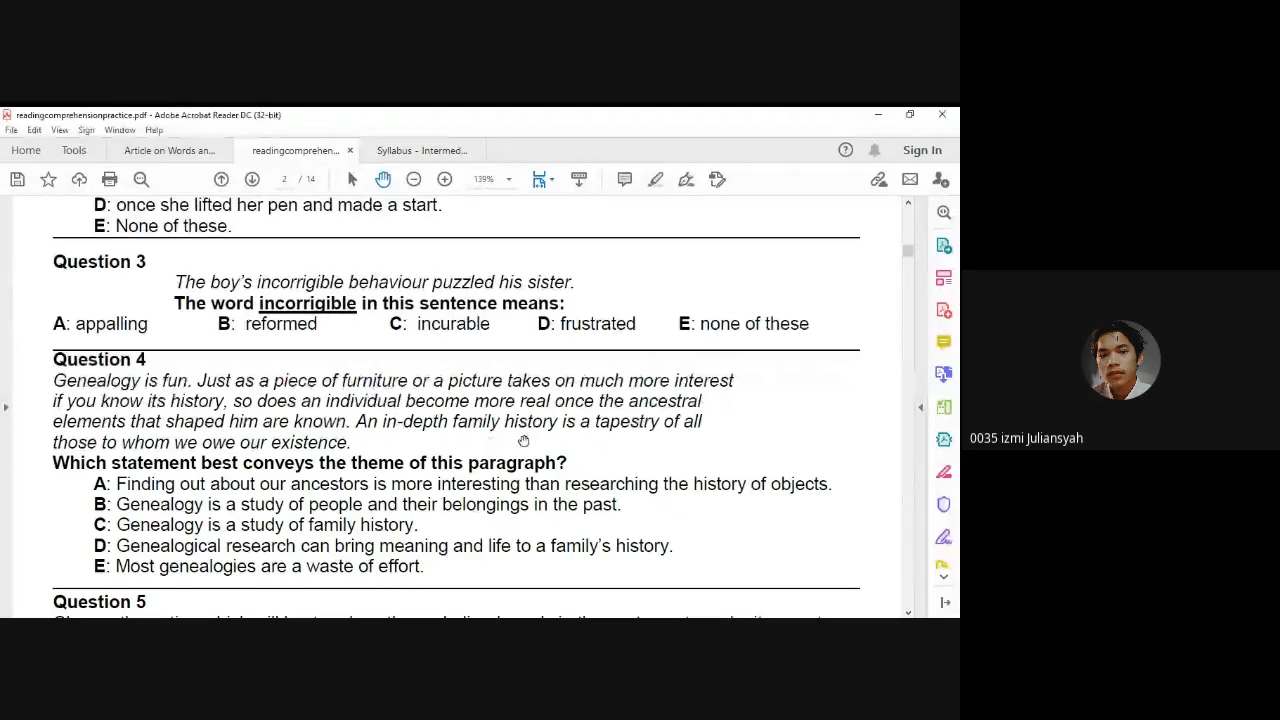 readingcomprehensionpractice.pdf - Adobe Acrobat Reader DC (32-bit)
File Edit View Sign Window Help
Home Tools Article on Words an... readingcomprehen... × Syllabus - Intermed... Sign In
2 / 14 139%
D: once she lifted her pen and made a start.
E: None of these.
Question 3
The boy's incorrigible behaviour puzzled his sister.
The word incorrigible in this sentence means:
A: appalling B: reformed C: incurable D: frustrated E: none of these
Question 4
Genealogy is fun. Just as a piece of furniture or a picture takes on much more interest
if you know its history, so does an individual become more real once the ancestral
elements that shaped him are known. An in-depth family history is a tapestry of all
those to whom we owe our existence.
Which statement best conveys the theme of this paragraph?
A: Finding out about our ancestors is more interesting than researching the history of objects.
B: Genealogy is a study of people and their belongings in the past.
C: Genealogy is a study of family history.
D: Genealogical research can bring meaning and life to a family's history.
E: Most genealogies are a waste of effort.
Question 5
0035 izmi Juliansyah